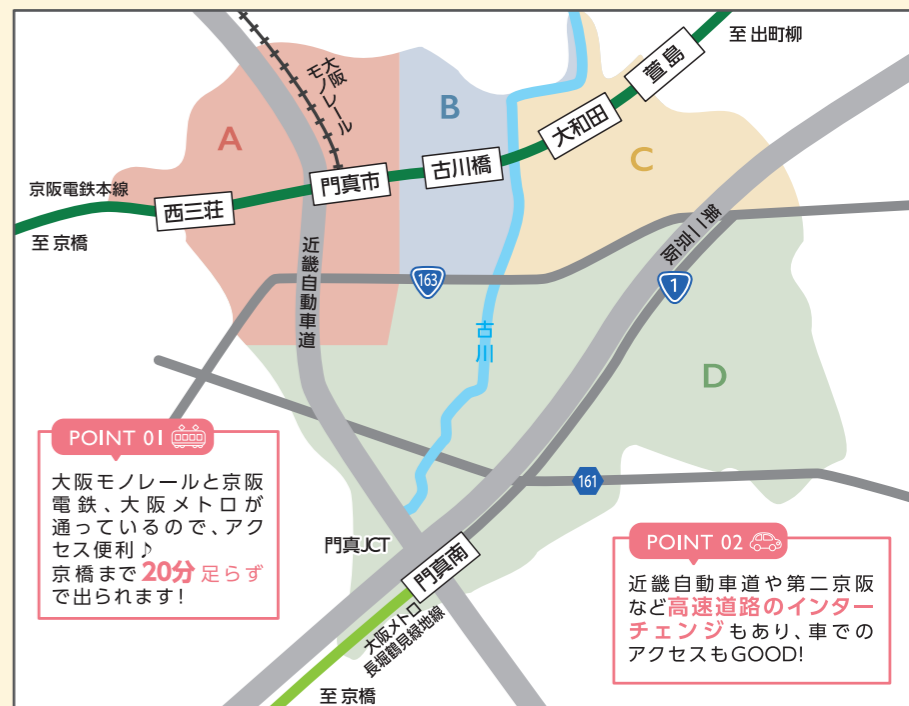 至 出町柳
萱島
大阪
モノレール
B
大和田
A
C
古川橋
門真市
京阪電鉄本線
西三荘
至 京橋
第二京阪
近畿自動車道
163
1
古川
D
POINT 01
大阪モノレールと京阪
電鉄、大阪メトロが
通っているので、アク
セス便利♪
京橋まで20分足らず
で出られます!
161
門真JCT
門真南
POINT 02
近畿自動車道や第二京阪
など高速道路のインター
チェンジもあり、車での
アクセスもGOOD!
大阪メトロ
長堀鶴見緑地線
至 京橋